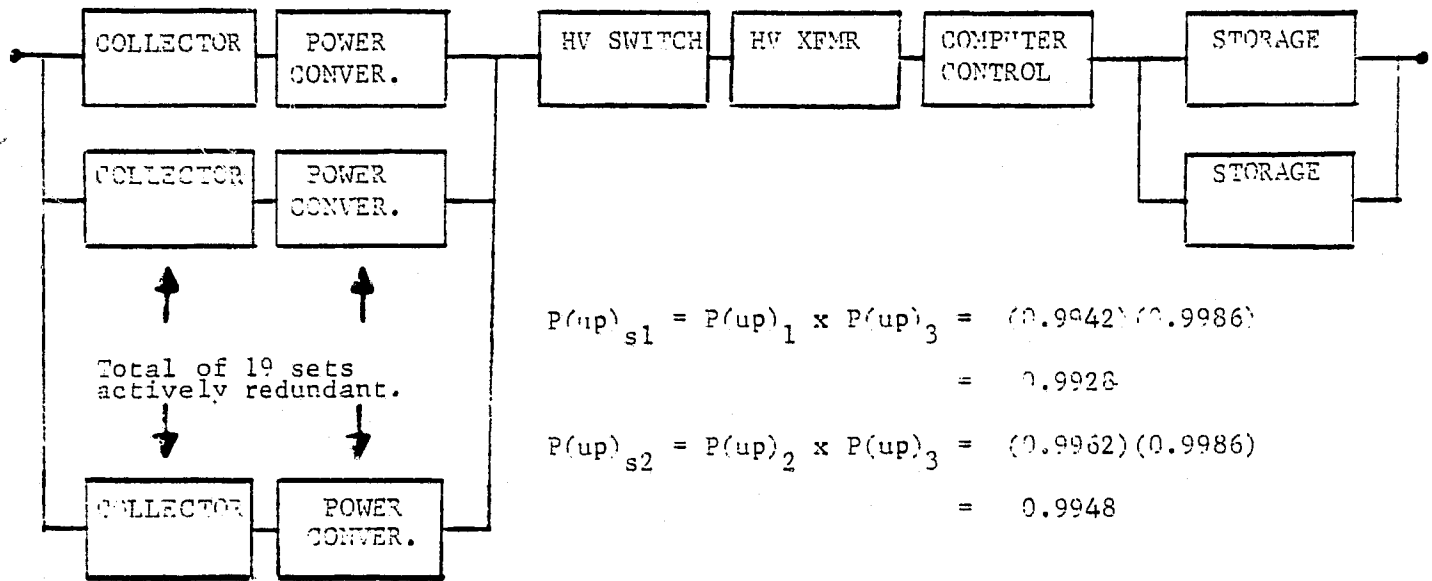 COLLECTOR
POWER
CONVER.
HV SWITCH
HV XFMR
COMPUTER
CONTROL
STORAGE
COLLECTOR
POWER
CONVER.
STORAGE
Total of 19 sets
actively redundant.
P(up)s1 = P(up)1 x P(up)3 = (0.9942)(0.9986)
= 0.9928
P(up)s2 = P(up)2 x P(up)3 = (0.9962)(0.9986)
= 0.9948
COLLECTOR
POWER
CONVER.